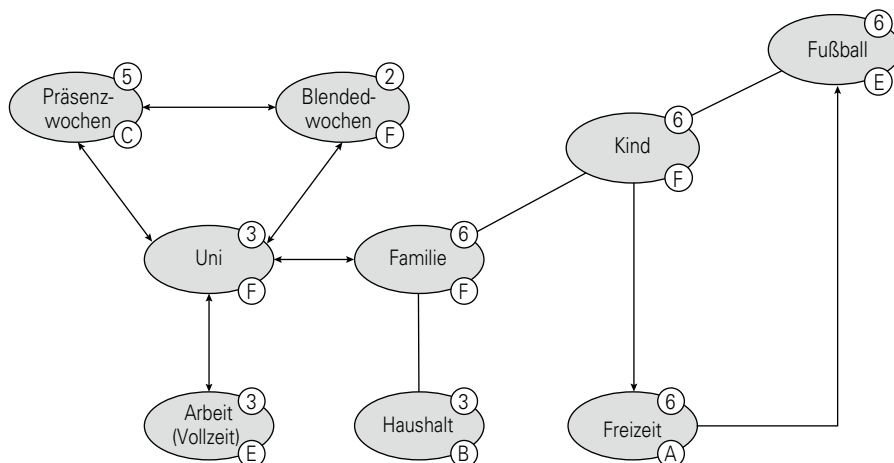 6
Fußball
E
5
Präsenz-
wochen
C
2
Blended-
wochen
F
6
Kind
F
3
Uni
F
6
Familie
F
3
Arbeit
(Vollzeit)
E
3
Haushalt
B
6
Freizeit
A